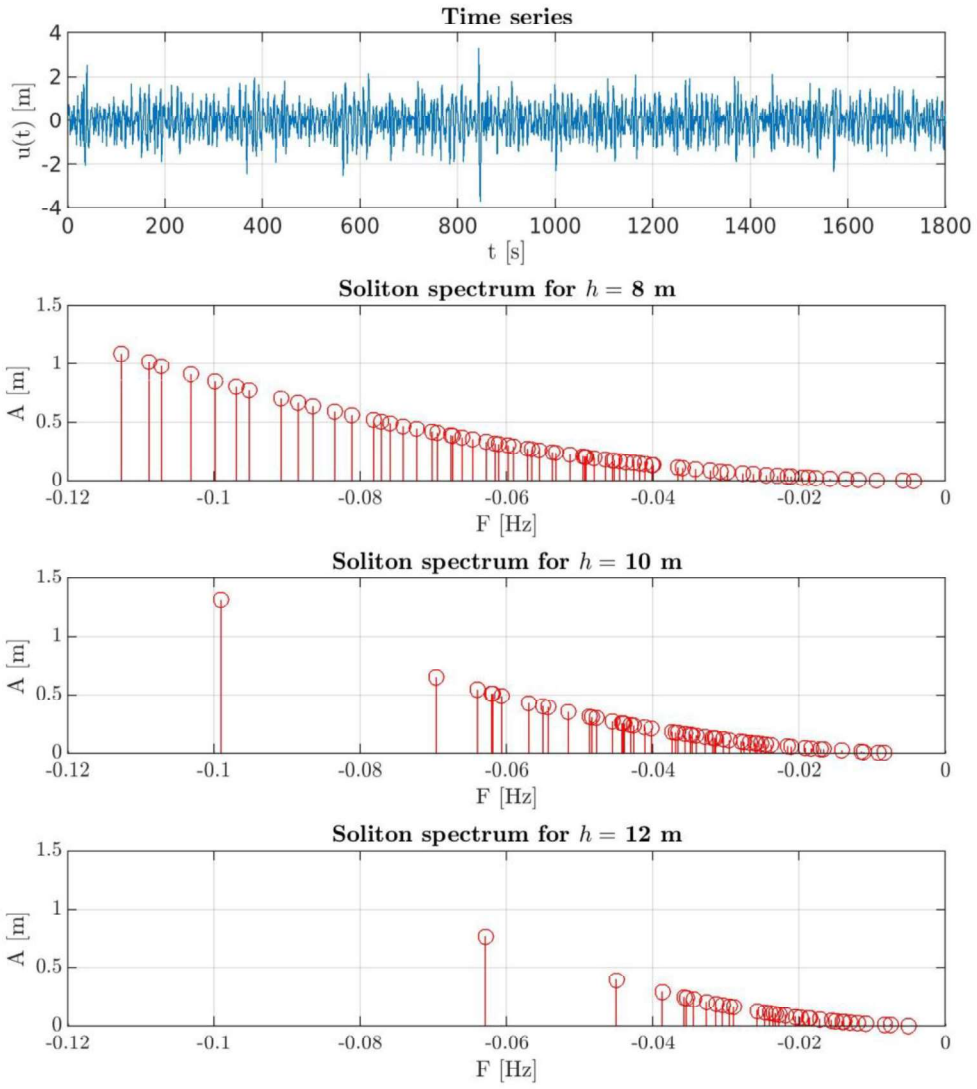 Time series
4
2
0
-2
-4
u(t) [m]
0 200 400 600 800 1000 1200 1400 1600 1800
t [s]
Soliton spectrum for h = 8 m
1.5
1
0.5
0
A [m]
-0.12 -0.1 -0.08 -0.06 -0.04 -0.02 0
F [Hz]
Soliton spectrum for h = 10 m
1.5
1
0.5
0
A [m]
-0.12 -0.1 -0.08 -0.06 -0.04 -0.02 0
F [Hz]
Soliton spectrum for h = 12 m
1.5
1
0.5
0
A [m]
-0.12 -0.1 -0.08 -0.06 -0.04 -0.02 0
F [Hz]